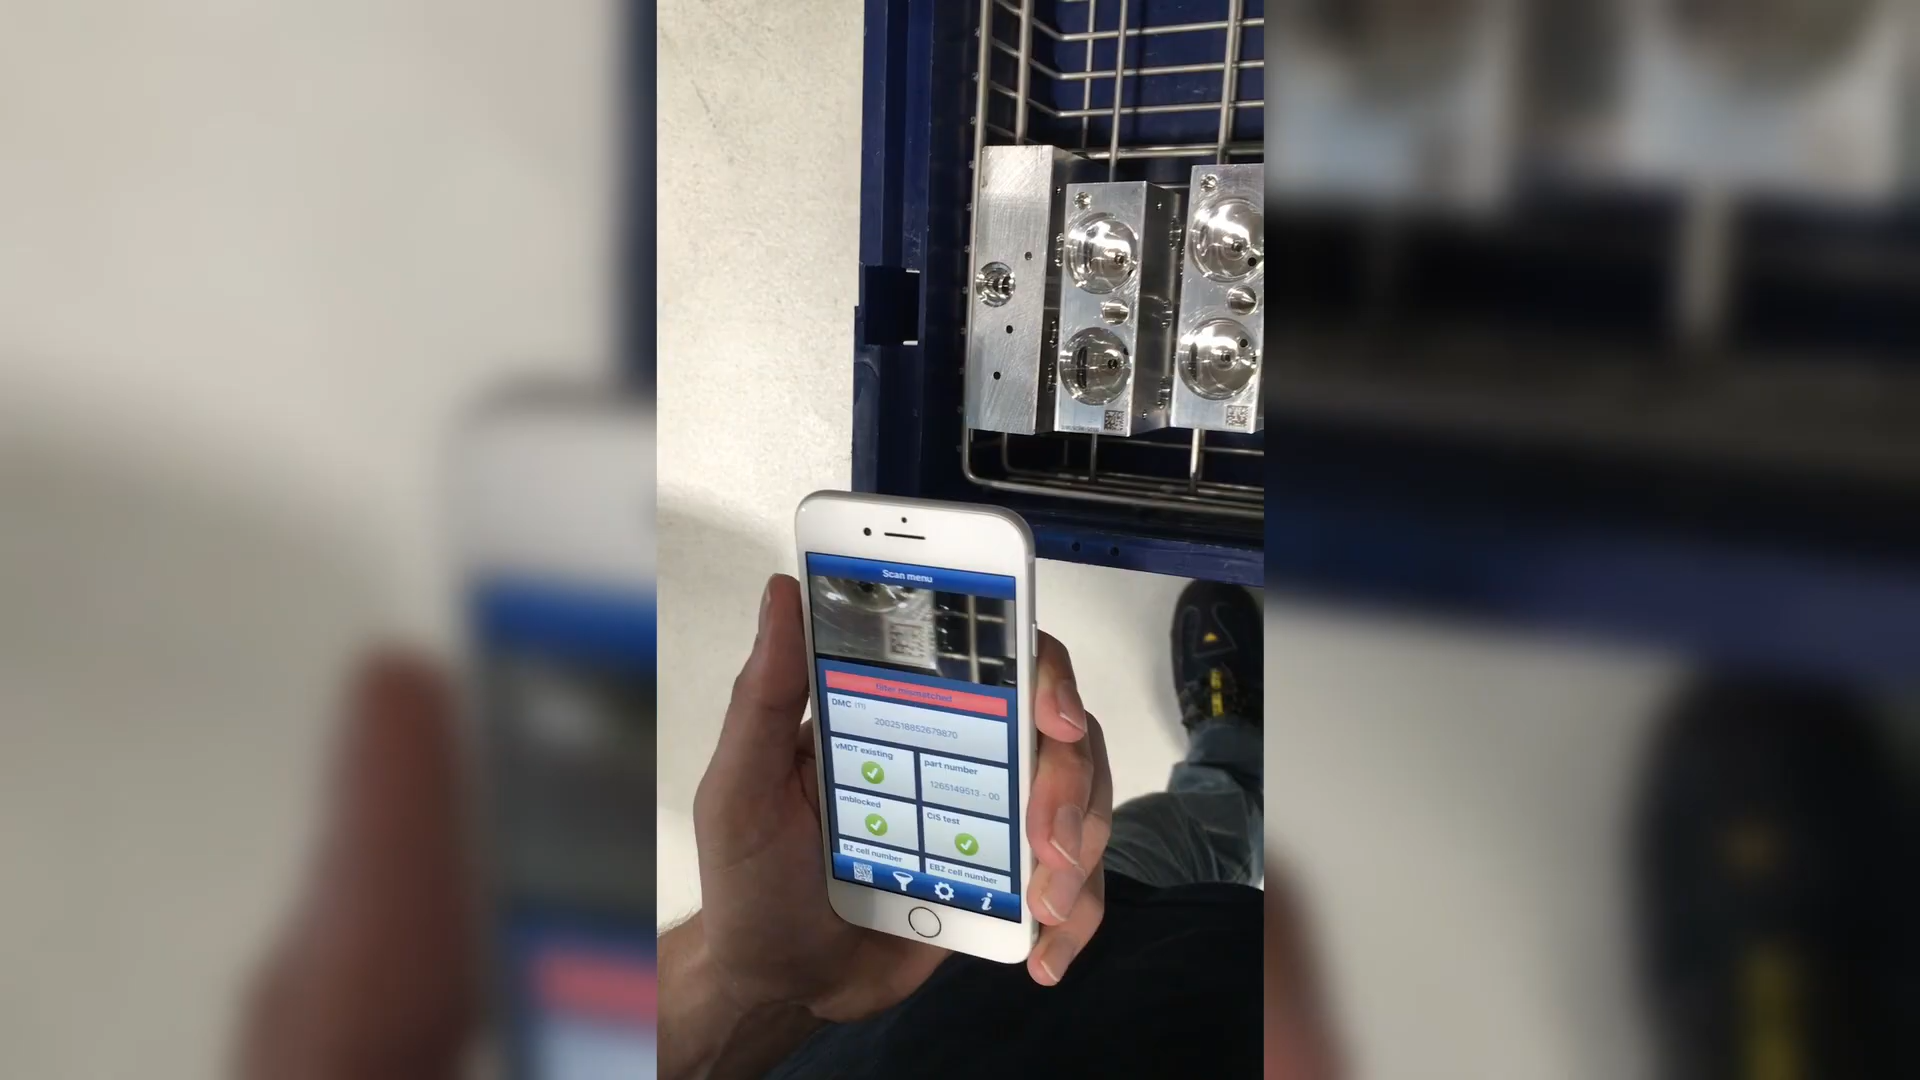 Scan menu
filter mismatched
DMC (?1)
2002518852679870
vMDT existing
part number
1265149513 - 00
unblocked
CiS test
BZ cell number
EBZ cell number
i